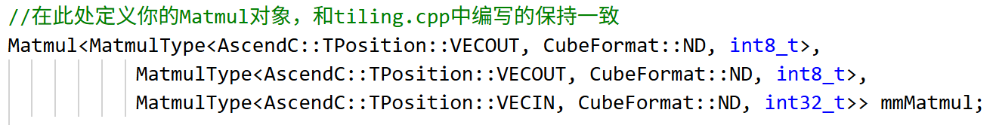 //在此处定义你的Matmul对象，和tiling.cpp中编写的保持一致
Matmul<MatmulType<AscendC::TPosition::VECOUT, CubeFormat::ND, int8_t>,
MatmulType<AscendC::TPosition::VECOUT, CubeFormat::ND, int8_t>,
MatmulType<AscendC::TPosition::VECIN, CubeFormat::ND, int32_t>> mmMatmul;